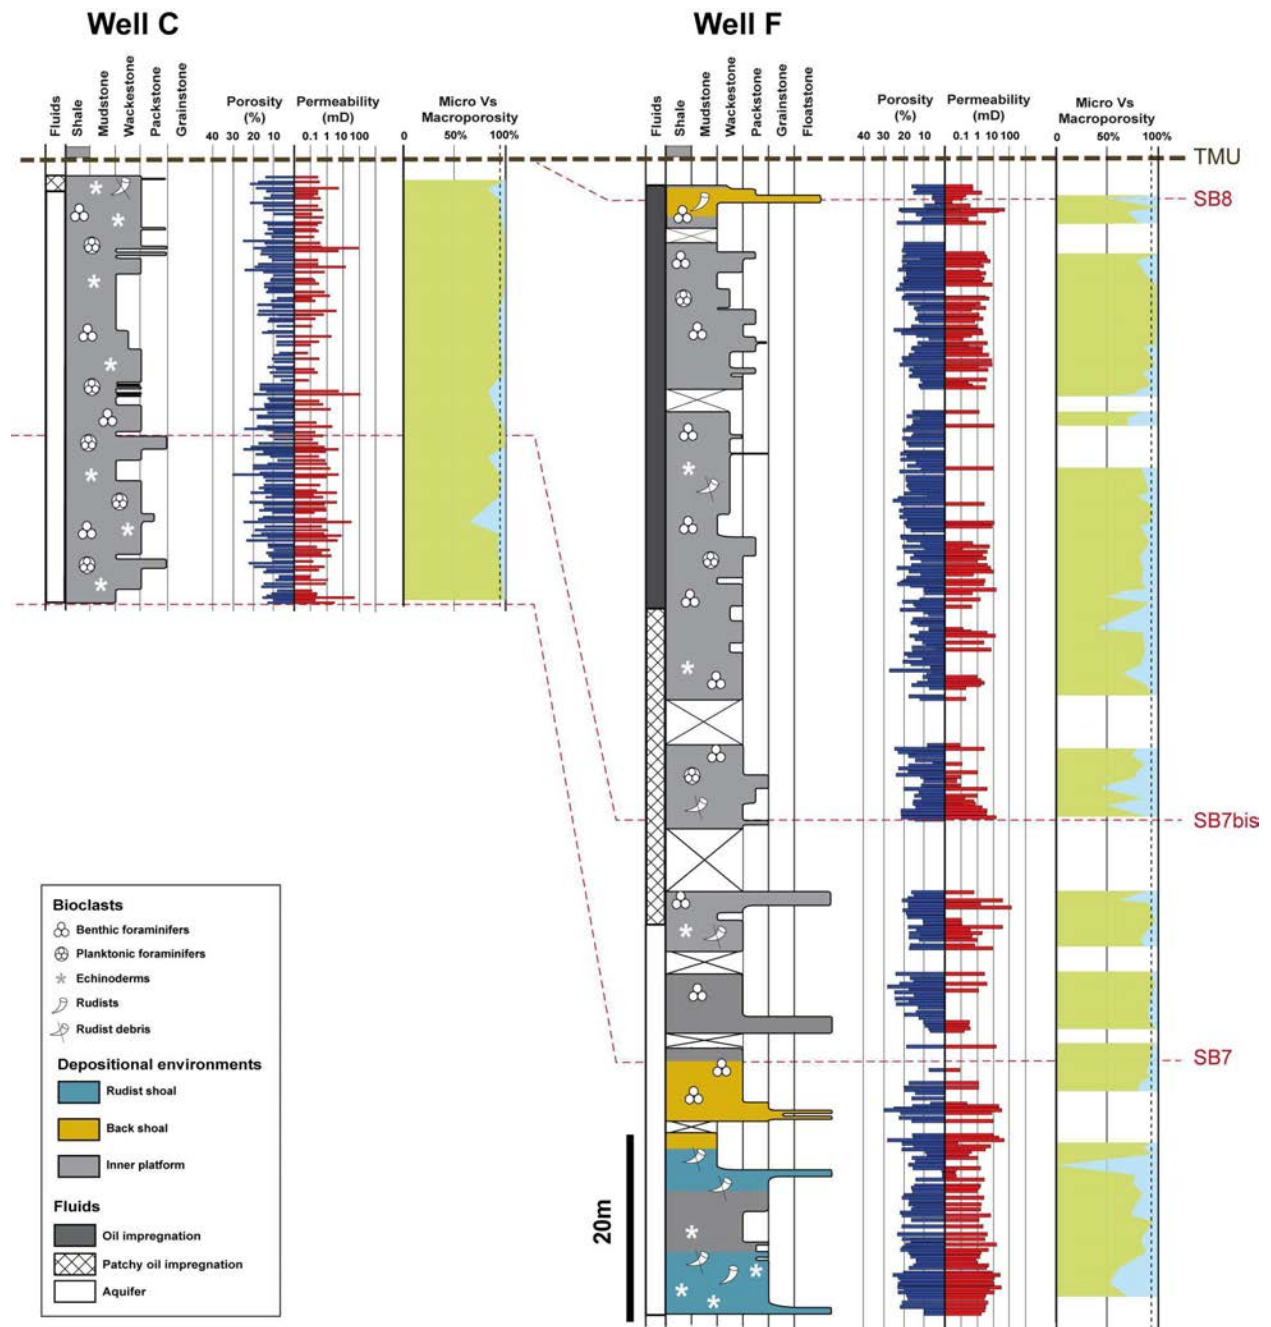 Well C
Well F
Fluids
Shale
Mudstone
Wackestone
Packstone
Grainstone
Porosity
(%)
40 30 20 10
Permeability
(mD)
0.1 1 10 100
Micro Vs
Macroporosity
0 50% 100%
Fluids
Shale
Mudstone
Wackestone
Packstone
Grainstone
Floatstone
Porosity
(%)
40 30 20 10
Permeability
(mD)
0.1 1 10 100
Micro Vs
Macroporosity
0 50% 100%
TMU
SB8
SB7bis
SB7
20m
Bioclasts
Benthic foraminifers
Planktonic foraminifers
Echinoderms
Rudists
Rudist debris
Depositional environments
Rudist shoal
Back shoal
Inner platform
Fluids
Oil impregnation
Patchy oil impregnation
Aquifer